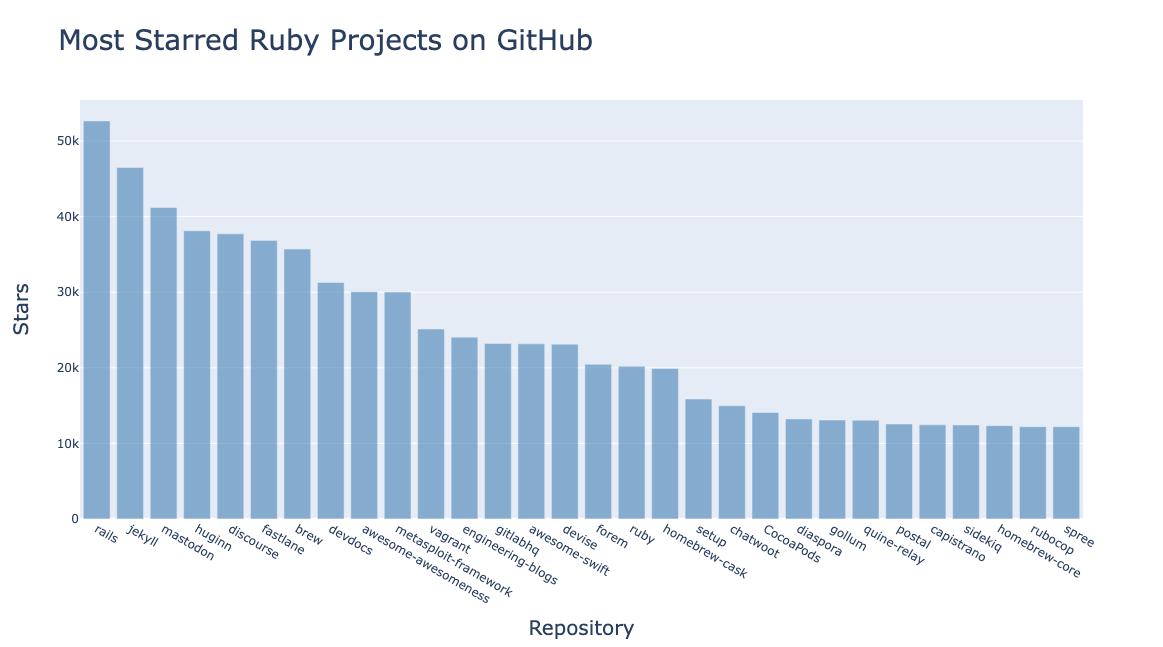 Most Starred Ruby Projects on GitHub
Stars
50k
40k
30k
20k
10k
0
rails
jekyll
mastodon
huginn
discourse
fastlane
brew
devdocs
awesome-awesomeness
metasploit-framework
vagrant
engineering-blogs
gitlabhq
awesome-swift
devise
forem
ruby
homebrew-cask
setup
chatwoot
CocoaPods
diaspora
gollum
quine-relay
postal
capistrano
sidekiq
homebrew-core
rubocop
spree
Repository